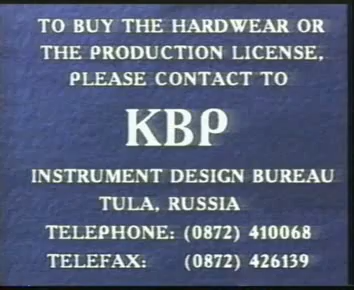 TO BUY THE HARDWEAR OR
THE PRODUCTION LICENSE,
PLEASE CONTACT TO
KBP
INSTRUMENT DESIGN BUREAU
TULA, RUSSIA
TELEPHONE: (0872) 410068
TELEFAX: (0872) 426139